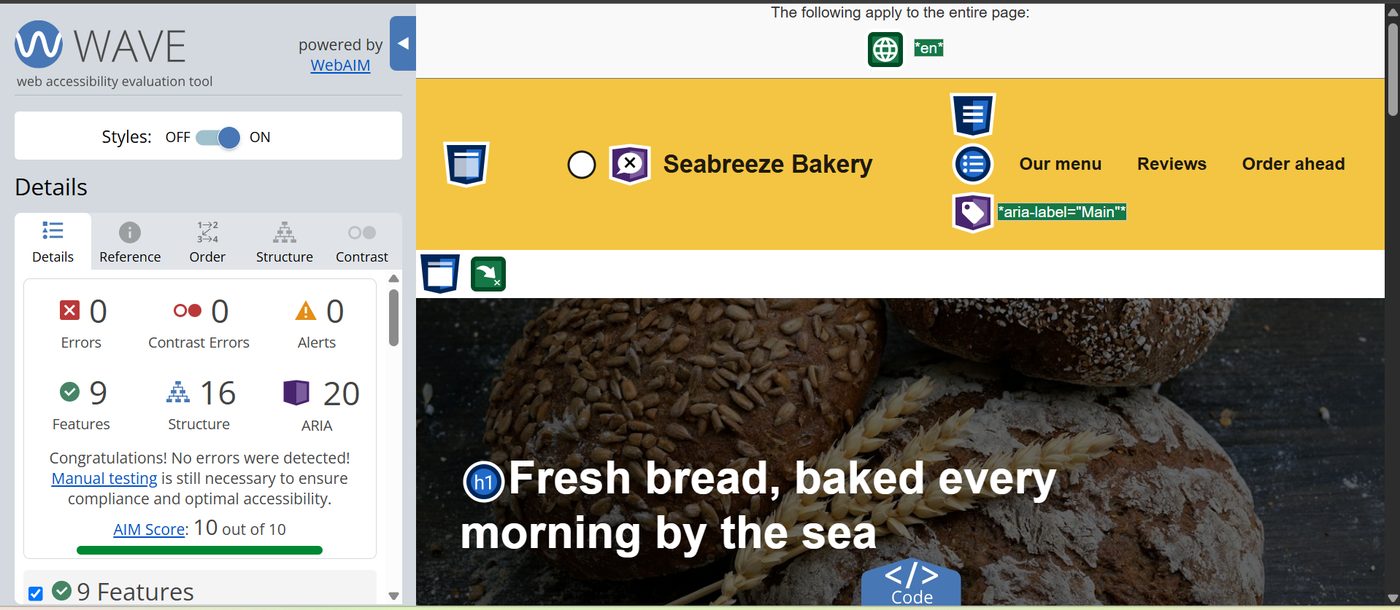 WAVE
powered by
WebAIM
web accessibility evaluation tool
Styles: OFF ON
Details
Details
Reference
1→2
3→4
Order
Structure
Contrast
0 Errors
0 Contrast Errors
0 Alerts
9 Features
16 Structure
20 ARIA
Congratulations! No errors were detected!
Manual testing is still necessary to ensure
compliance and optimal accessibility.
AIM Score: 10 out of 10
9 Features
The following apply to the entire page:
*en*
Seabreeze Bakery
Our menu
Reviews
Order ahead
*aria-label="Main"*
h1 Fresh bread, baked every
morning by the sea
</>
Code